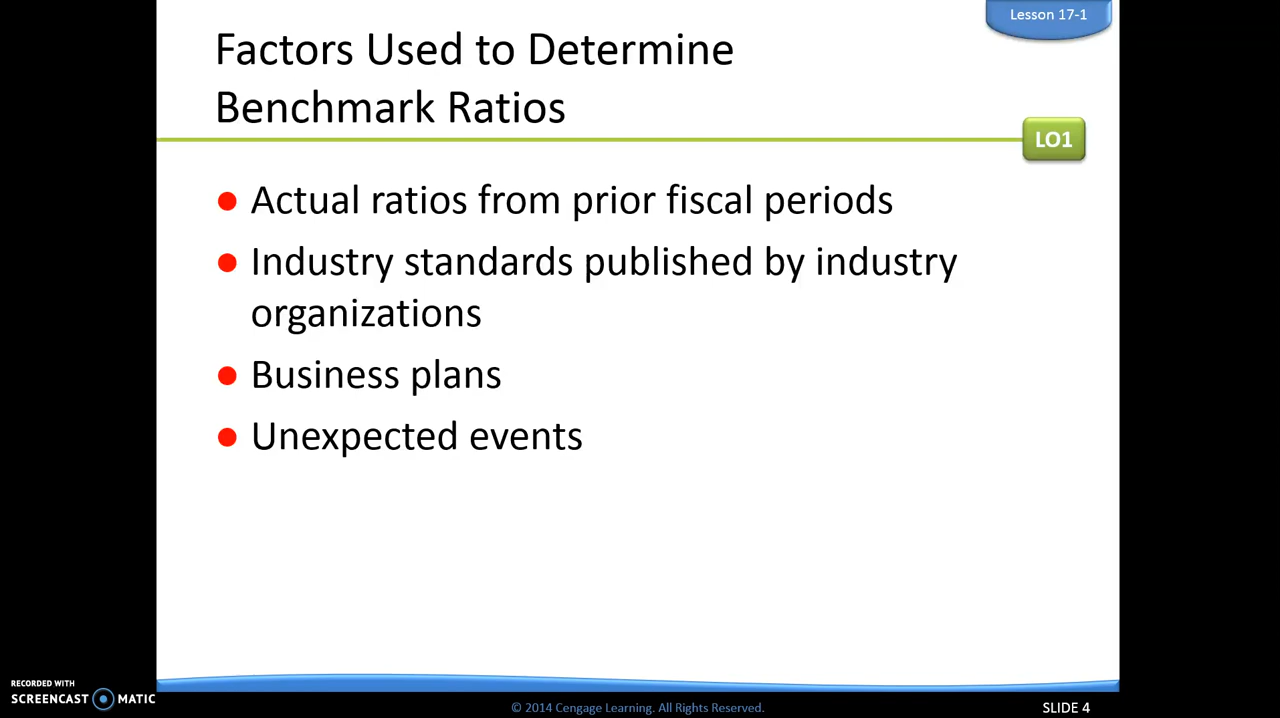 Lesson 17-1
Factors Used to Determine
Benchmark Ratios
LO1
Actual ratios from prior fiscal periods
Industry standards published by industry
organizations
Business plans
Unexpected events
RECORDED WITH
SCREENCAST MATIC
© 2014 Cengage Learning. All Rights Reserved.
SLIDE 4